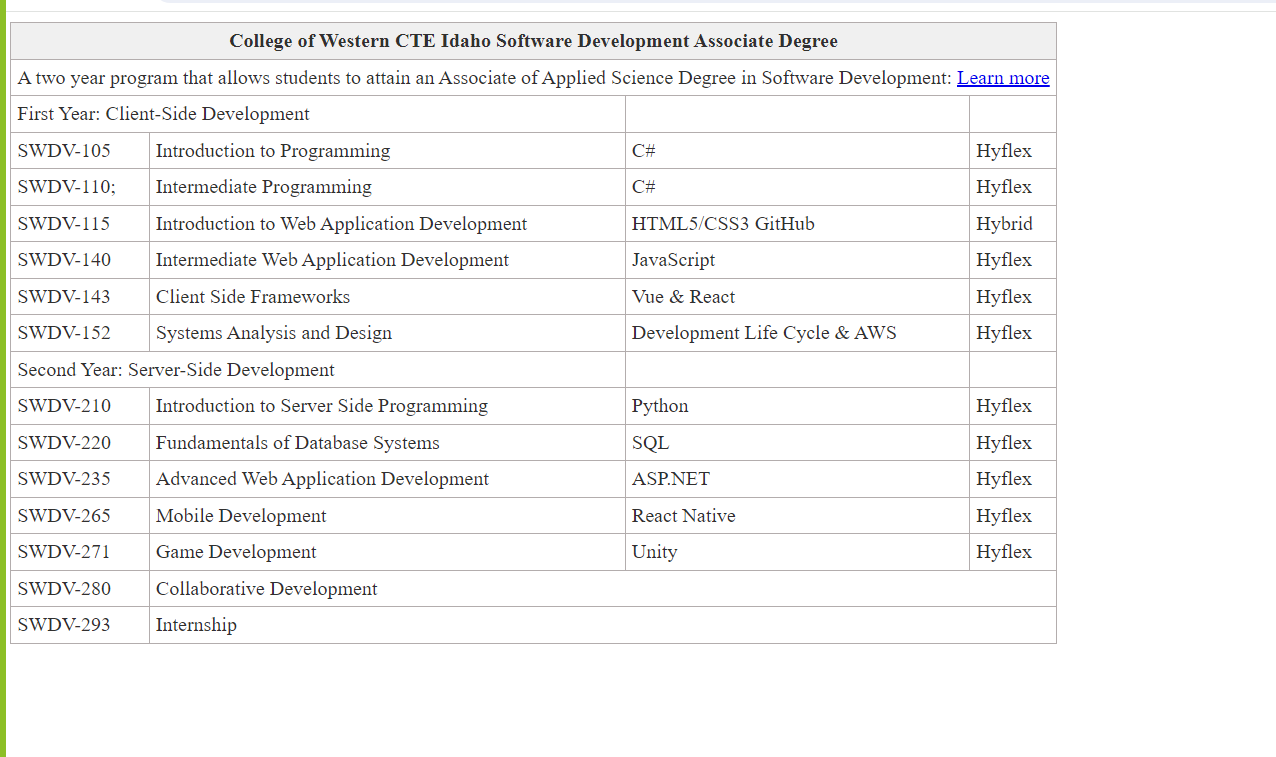 College of Western CTE Idaho Software Development Associate Degree
A two year program that allows students to attain an Associate of Applied Science Degree in Software Development: Learn more
First Year: Client-Side Development
SWDV-105 Introduction to Programming C# Hyflex
SWDV-110; Intermediate Programming C# Hyflex
SWDV-115 Introduction to Web Application Development HTML5/CSS3 GitHub Hybrid
SWDV-140 Intermediate Web Application Development JavaScript Hyflex
SWDV-143 Client Side Frameworks Vue & React Hyflex
SWDV-152 Systems Analysis and Design Development Life Cycle & AWS Hyflex
Second Year: Server-Side Development
SWDV-210 Introduction to Server Side Programming Python Hyflex
SWDV-220 Fundamentals of Database Systems SQL Hyflex
SWDV-235 Advanced Web Application Development ASP.NET Hyflex
SWDV-265 Mobile Development React Native Hyflex
SWDV-271 Game Development Unity Hyflex
SWDV-280 Collaborative Development
SWDV-293 Internship